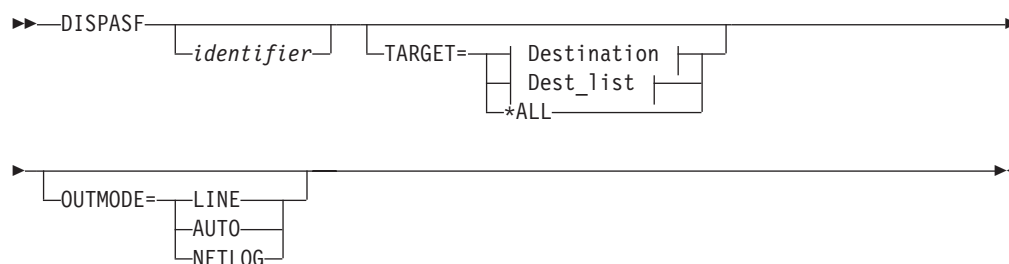 DISPASF
identifier
TARGET=
Destination
Dest_list
*ALL
OUTMODE=
LINE
AUTO
NETLOG